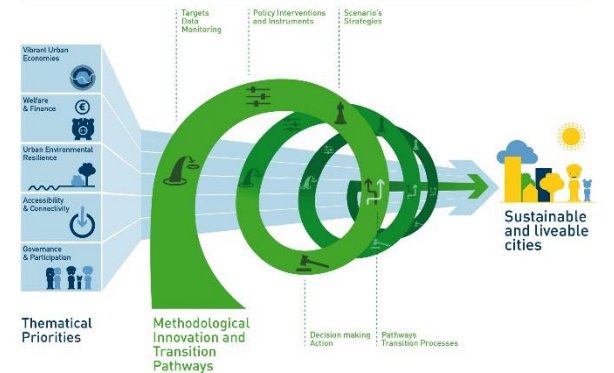 Targets
Data
Monitoring
Policy Interventions
and Instruments
Scenario's
Strategies
Vibrant Urban
Economies
Welfare
& Finance
Urban Environmental
Resilience
Accessibility
& Connectivity
Governance
& Participation
Sustainable
and liveable
cities
Thematical
Priorities
Methodological
Innovation and
Transition
Pathways
Decision making
Action
Pathways
Transition Processes